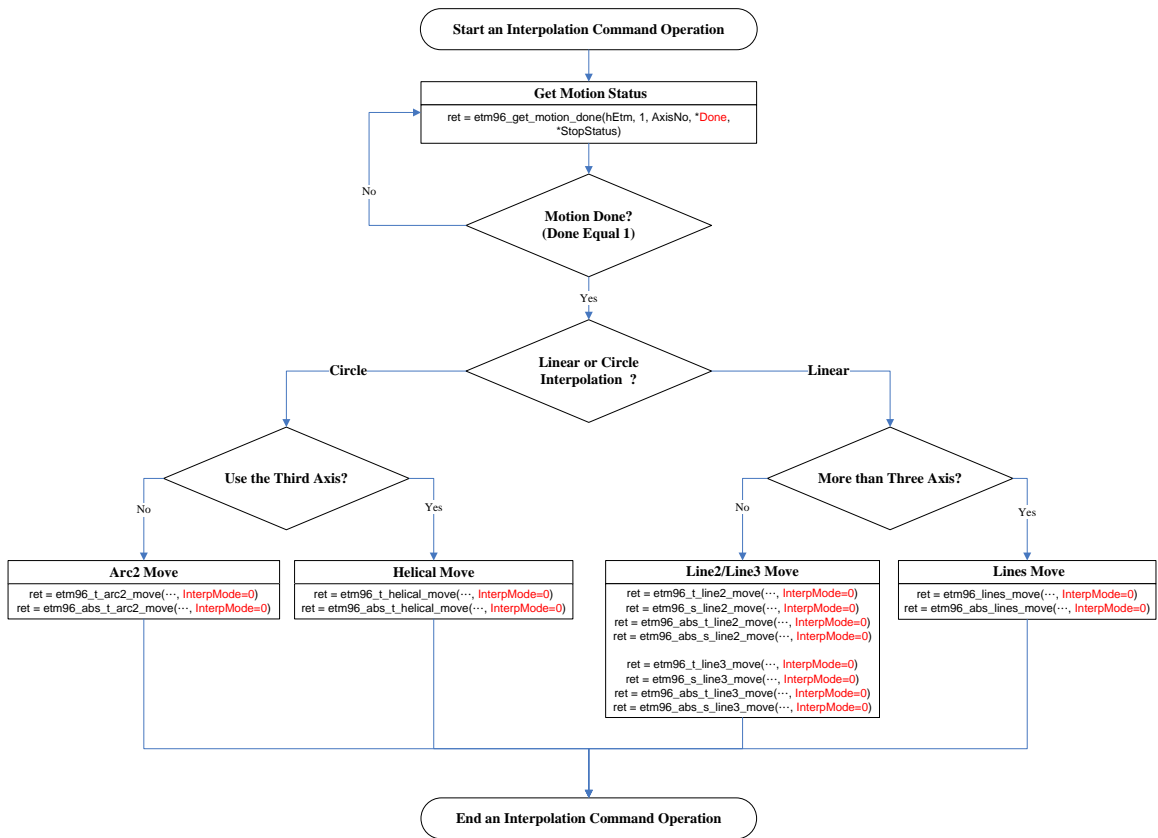 Start an Interpolation Command Operation
Get Motion Status
ret = etm96_get_motion_done(hEtm, 1, AxisNo, *Done,
*StopStatus)
No
Motion Done?
(Done Equal 1)
Yes
Linear or Circle
Interpolation ?
Circle
Linear
Use the Third Axis?
More than Three Axis?
No
Yes
No
Yes
Arc2 Move
ret = etm96_t_arc2_move(⋯, InterpMode=0)
ret = etm96_abs_t_arc2_move(⋯, InterpMode=0)
Helical Move
ret = etm96_t_helical_move(⋯, InterpMode=0)
ret = etm96_abs_t_helical_move(⋯, InterpMode=0)
Line2/Line3 Move
ret = etm96_t_line2_move(⋯, InterpMode=0)
ret = etm96_s_line2_move(⋯, InterpMode=0)
ret = etm96_abs_t_line2_move(⋯, InterpMode=0)
ret = etm96_abs_s_line2_move(⋯, InterpMode=0)
ret = etm96_t_line3_move(⋯, InterpMode=0)
ret = etm96_s_line3_move(⋯, InterpMode=0)
ret = etm96_abs_t_line3_move(⋯, InterpMode=0)
ret = etm96_abs_s_line3_move(⋯, InterpMode=0)
Lines Move
ret = etm96_lines_move(⋯, InterpMode=0)
ret = etm96_abs_lines_move(⋯, InterpMode=0)
End an Interpolation Command Operation